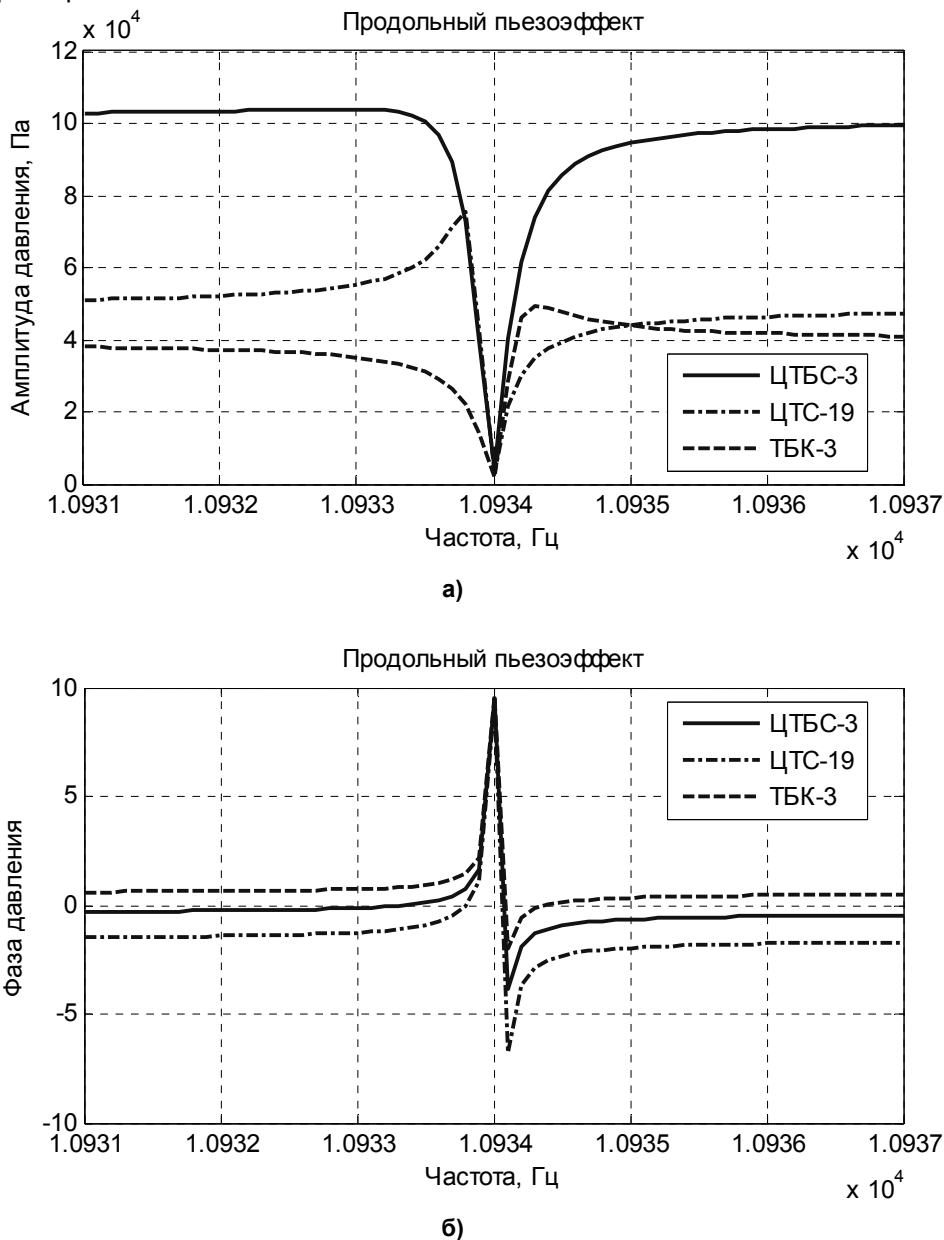 Продольный пьезоэффект
x 10^4
Амплитуда давления, Па
12
10
8
6
4
2
0
1.0931 1.0932 1.0933 1.0934 1.0935 1.0936 1.0937
Частота, Гц
x 10^4
ЦТБС-3
ЦТС-19
ТБК-3
а)
Продольный пьезоэффект
Фаза давления
10
5
0
-5
-10
1.0931 1.0932 1.0933 1.0934 1.0935 1.0936 1.0937
Частота, Гц
x 10^4
ЦТБС-3
ЦТС-19
ТБК-3
б)